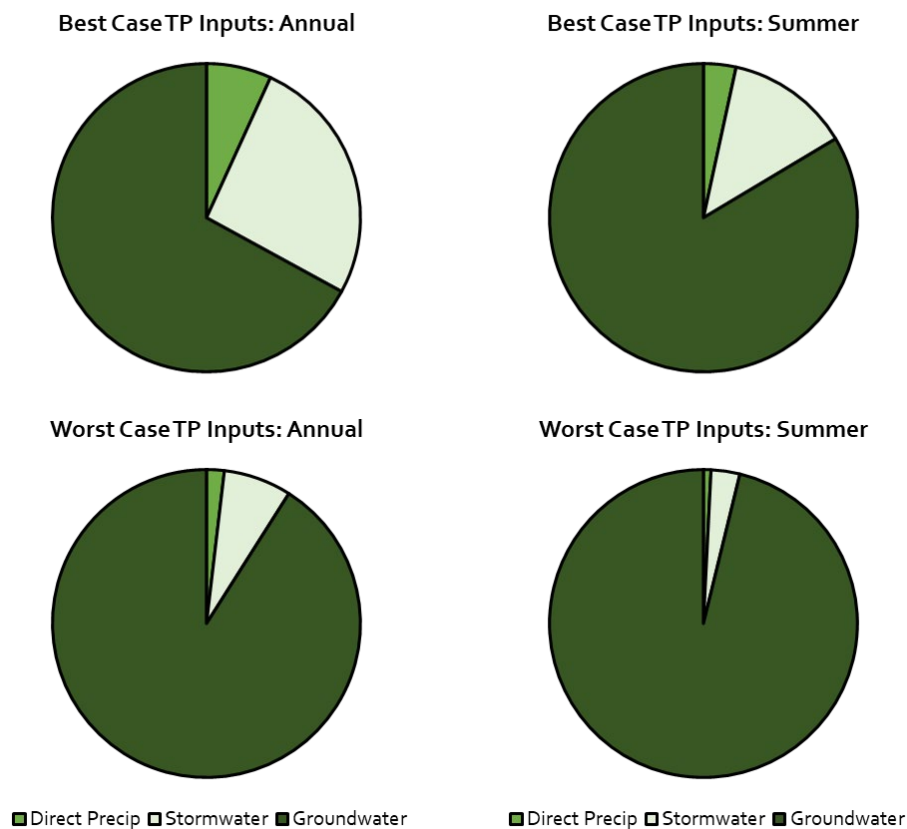 Best Case TP Inputs: Annual
Best Case TP Inputs: Summer
Worst Case TP Inputs: Annual
Worst Case TP Inputs: Summer
Direct Precip Stormwater Groundwater
Direct Precip Stormwater Groundwater